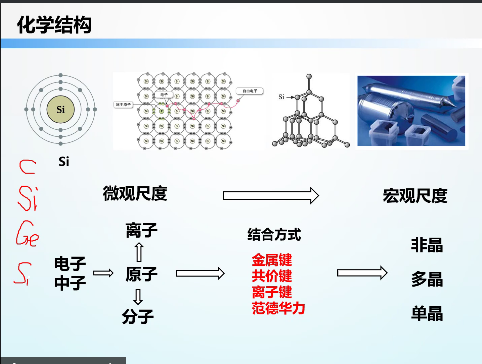 化学结构
Si
Si
Si
C
Si
Ge
微观尺度
宏观尺度
离子
电子
中子
原子
分子
结合方式
金属键
共价键
离子键
范德华力
非晶
多晶
单晶